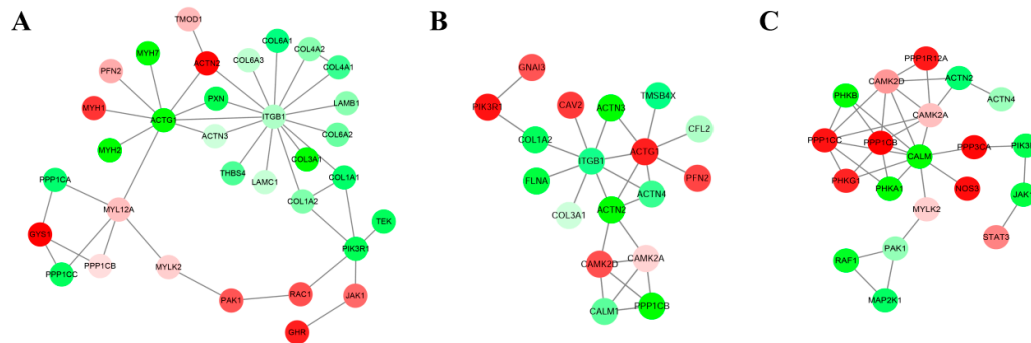 A
TMOD1
MYH7
PFN2
ACTN2
MYH1
PXN
ACTG1
ACTN3
MYH2
COL6A3
COL6A1
COL4A2
COL4A1
LAMB1
ITGB1
COL6A2
COL3A1
THBS4
LAMC1
COL1A1
COL1A2
PPP1CA
MYL12A
GYS1
PPP1CC
PPP1CB
MYLK2
PAK1
RAC1
JAK1
GHR
PIK3R1
TEK
B
GNAI3
PIK3R1
CAV2
ACTN3
TMSB4X
COL1A2
CFL2
ITGB1
ACTG1
FLNA
PFN2
COL3A1
ACTN2
ACTN4
CAMK2D
CAMK2A
CALM1
PPP1CB
C
PPP1R12A
CAMK2D
ACTN2
ACTN4
PHKB
CAMK2A
PPP1CC
PPP1CB
CALM
PPP3CA
PIK3R
PHKG1
PHKA1
NOS3
JAK1
MYLK2
STAT3
PAK1
RAF1
MAP2K1